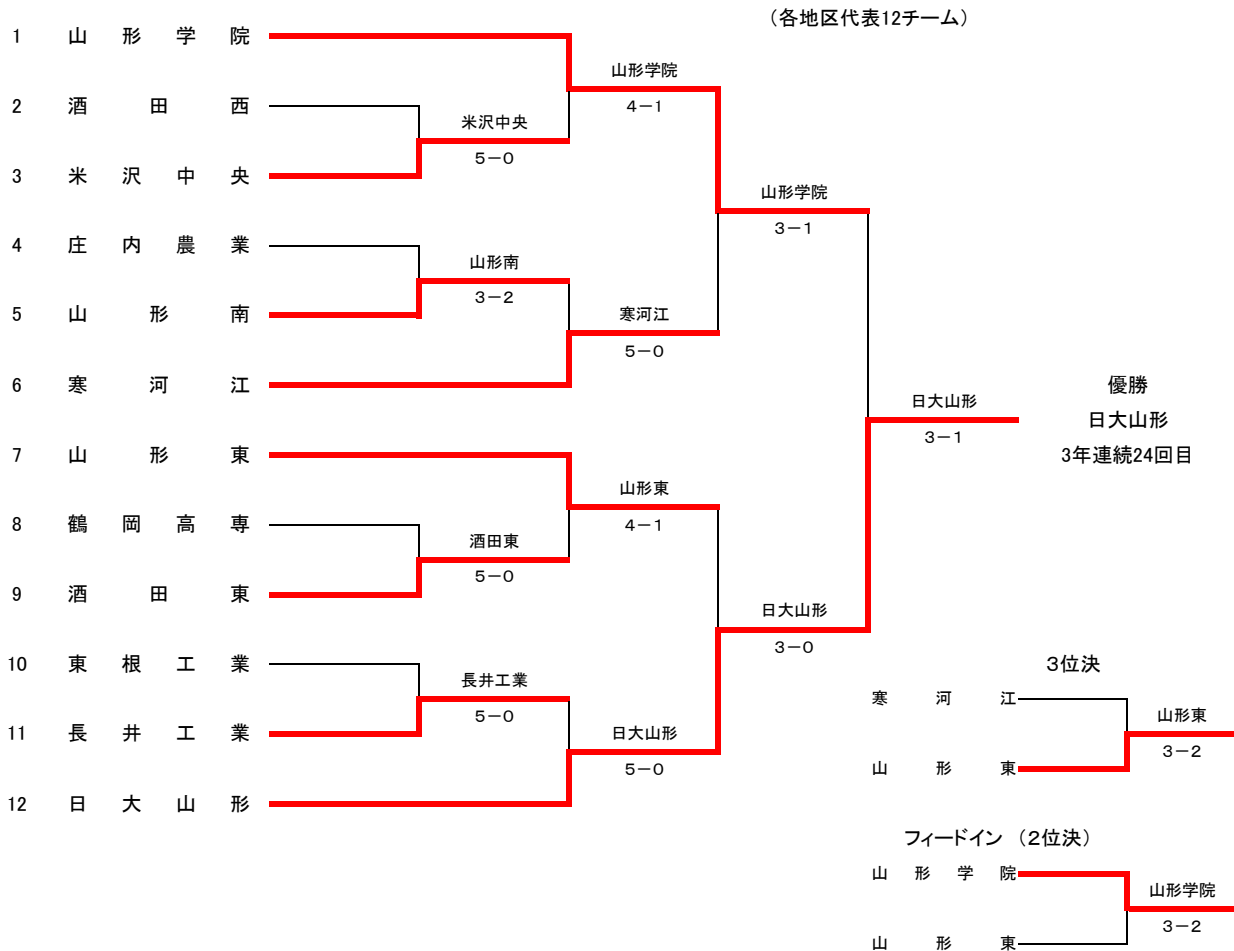 (各地区代表12チーム)
1 山形学院
山形学院
4-1
2 酒田西
米沢中央
5-0
3 米沢中央
山形学院
3-1
4 庄内農業
山形南
3-2
5 山形南
寒河江
5-0
6 寒河江
日大山形
3-1
優勝
日大山形
3年連続24回目
7 山形東
山形東
4-1
8 鶴岡高専
酒田東
5-0
9 酒田東
日大山形
3-0
10 東根工業
長井工業
5-0
11 長井工業
日大山形
5-0
12 日大山形
3位決
寒河江
山形東
3-2
山形東
フィードイン (2位決)
山形学院
山形学院
3-2
山形東